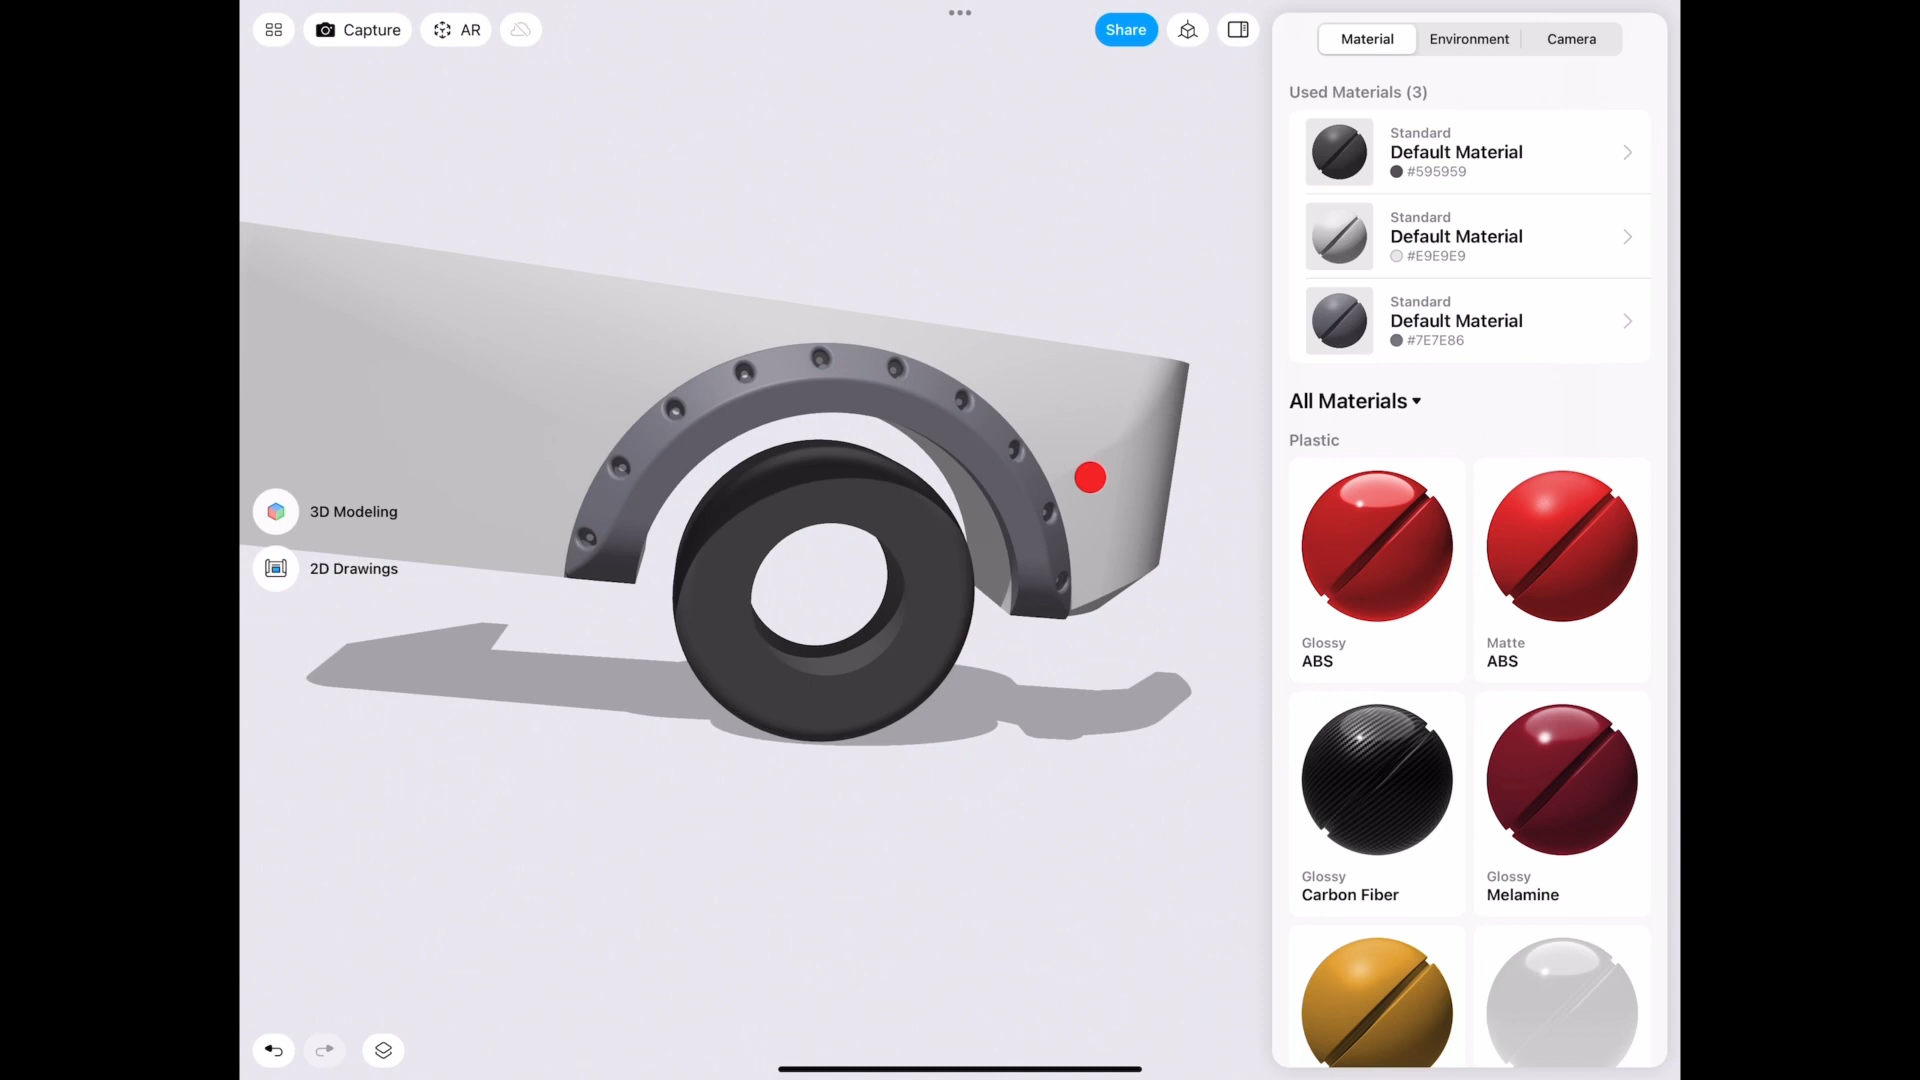 Capture
AR
Share
Material
Environment
Camera
Used Materials (3)
Standard
Default Material
#595959
Standard
Default Material
#E9E9E9
Standard
Default Material
#7E7E86
All Materials
Plastic
Glossy
ABS
Matte
ABS
Glossy
Carbon Fiber
Glossy
Melamine
3D Modeling
2D Drawings